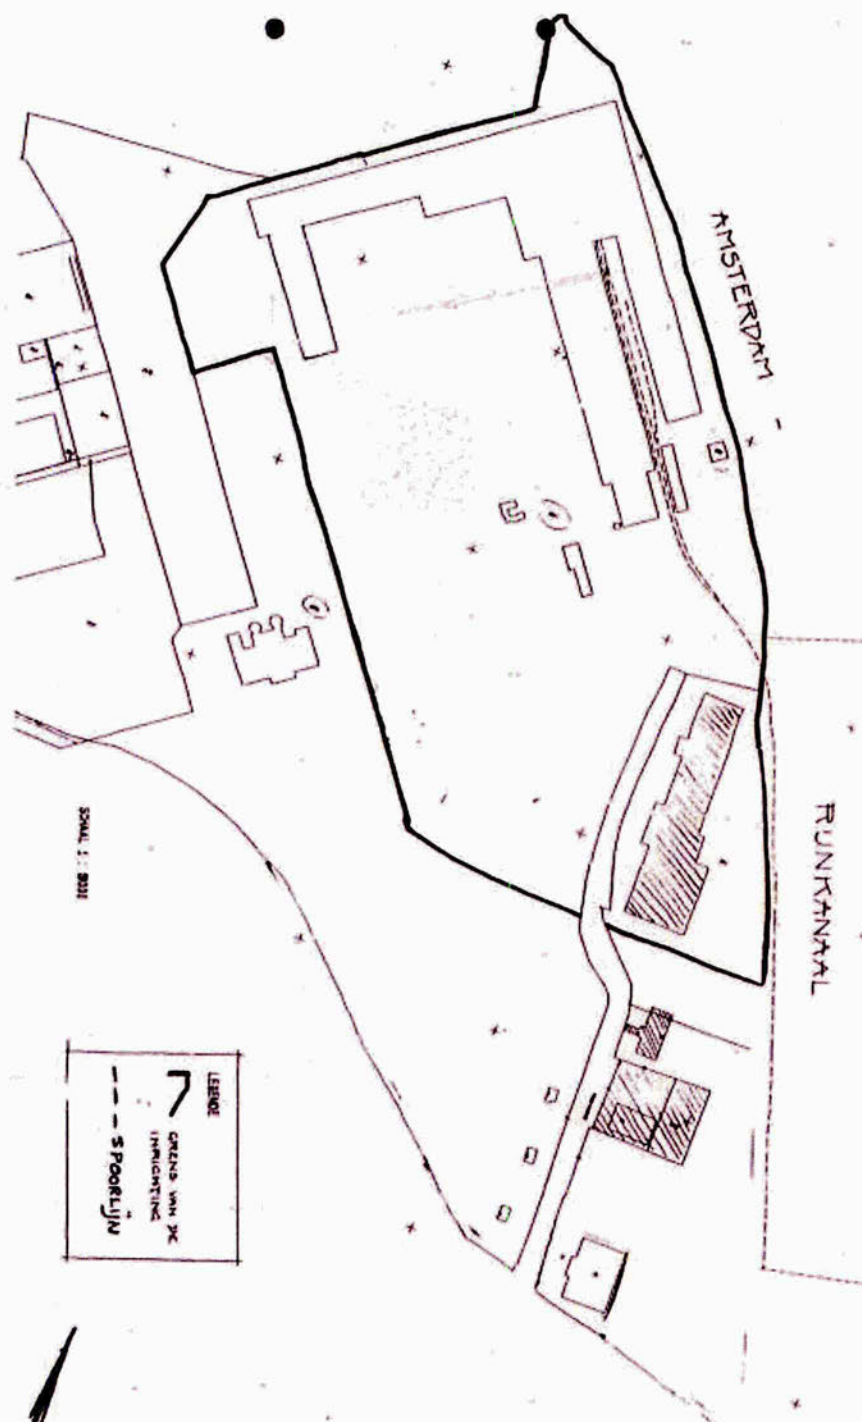 AMSTERDAM -
RIJNKANAAL
LEGENDE
GRENS VAN DE
INRICHTING
--- SPOORLIJN